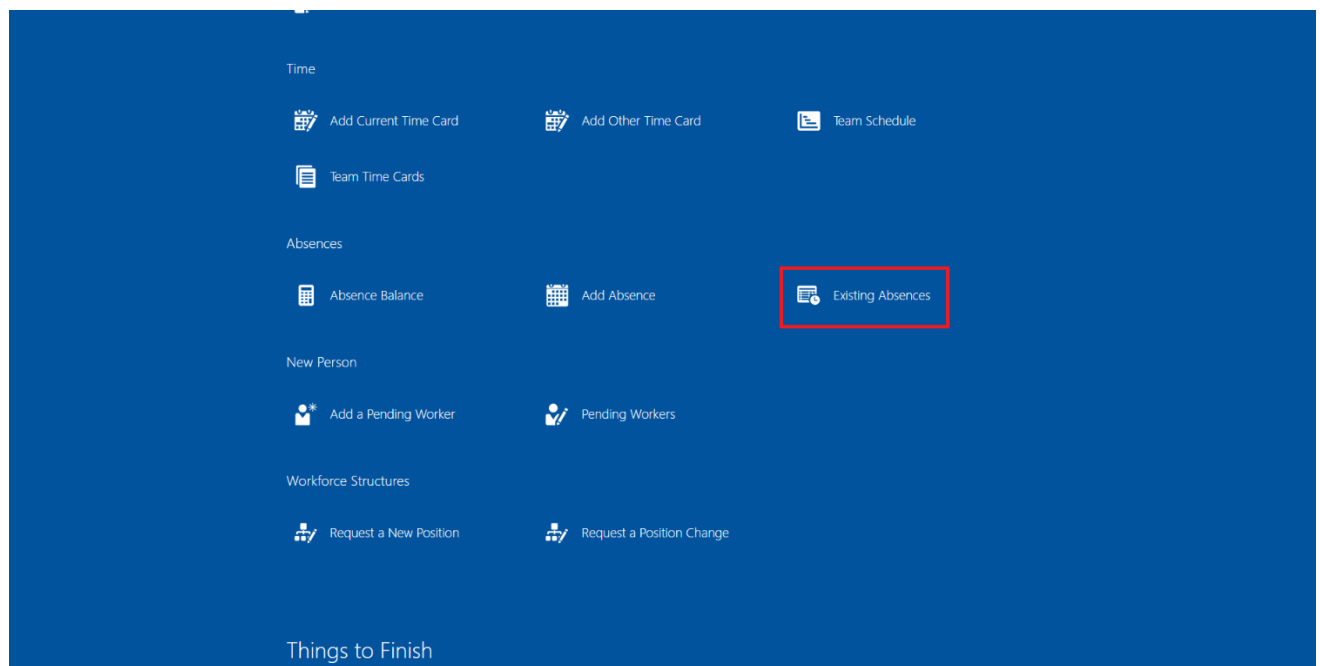 Time
Add Current Time Card
Add Other Time Card
Team Schedule
Team Time Cards
Absences
Absence Balance
Add Absence
Existing Absences
New Person
Add a Pending Worker
Pending Workers
Workforce Structures
Request a New Position
Request a Position Change
Things to Finish